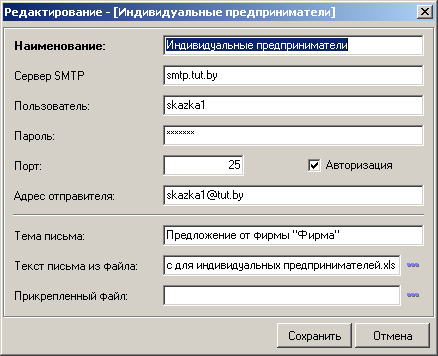 Редактирование - [Индивидуальные предприниматели]
Наименование: Индивидуальные предприниматели
Сервер SMTP smtp.tut.by
Пользователь: skazka1
Пароль: *******
Порт: 25 Авторизация
Адрес отправителя: skazka1@tut.by
Тема письма: Предложение от фирмы "Фирма"
Текст письма из файла: с для индивидуальных предпринимателей.xls
Прикрепленный файл:
Сохранить Отмена